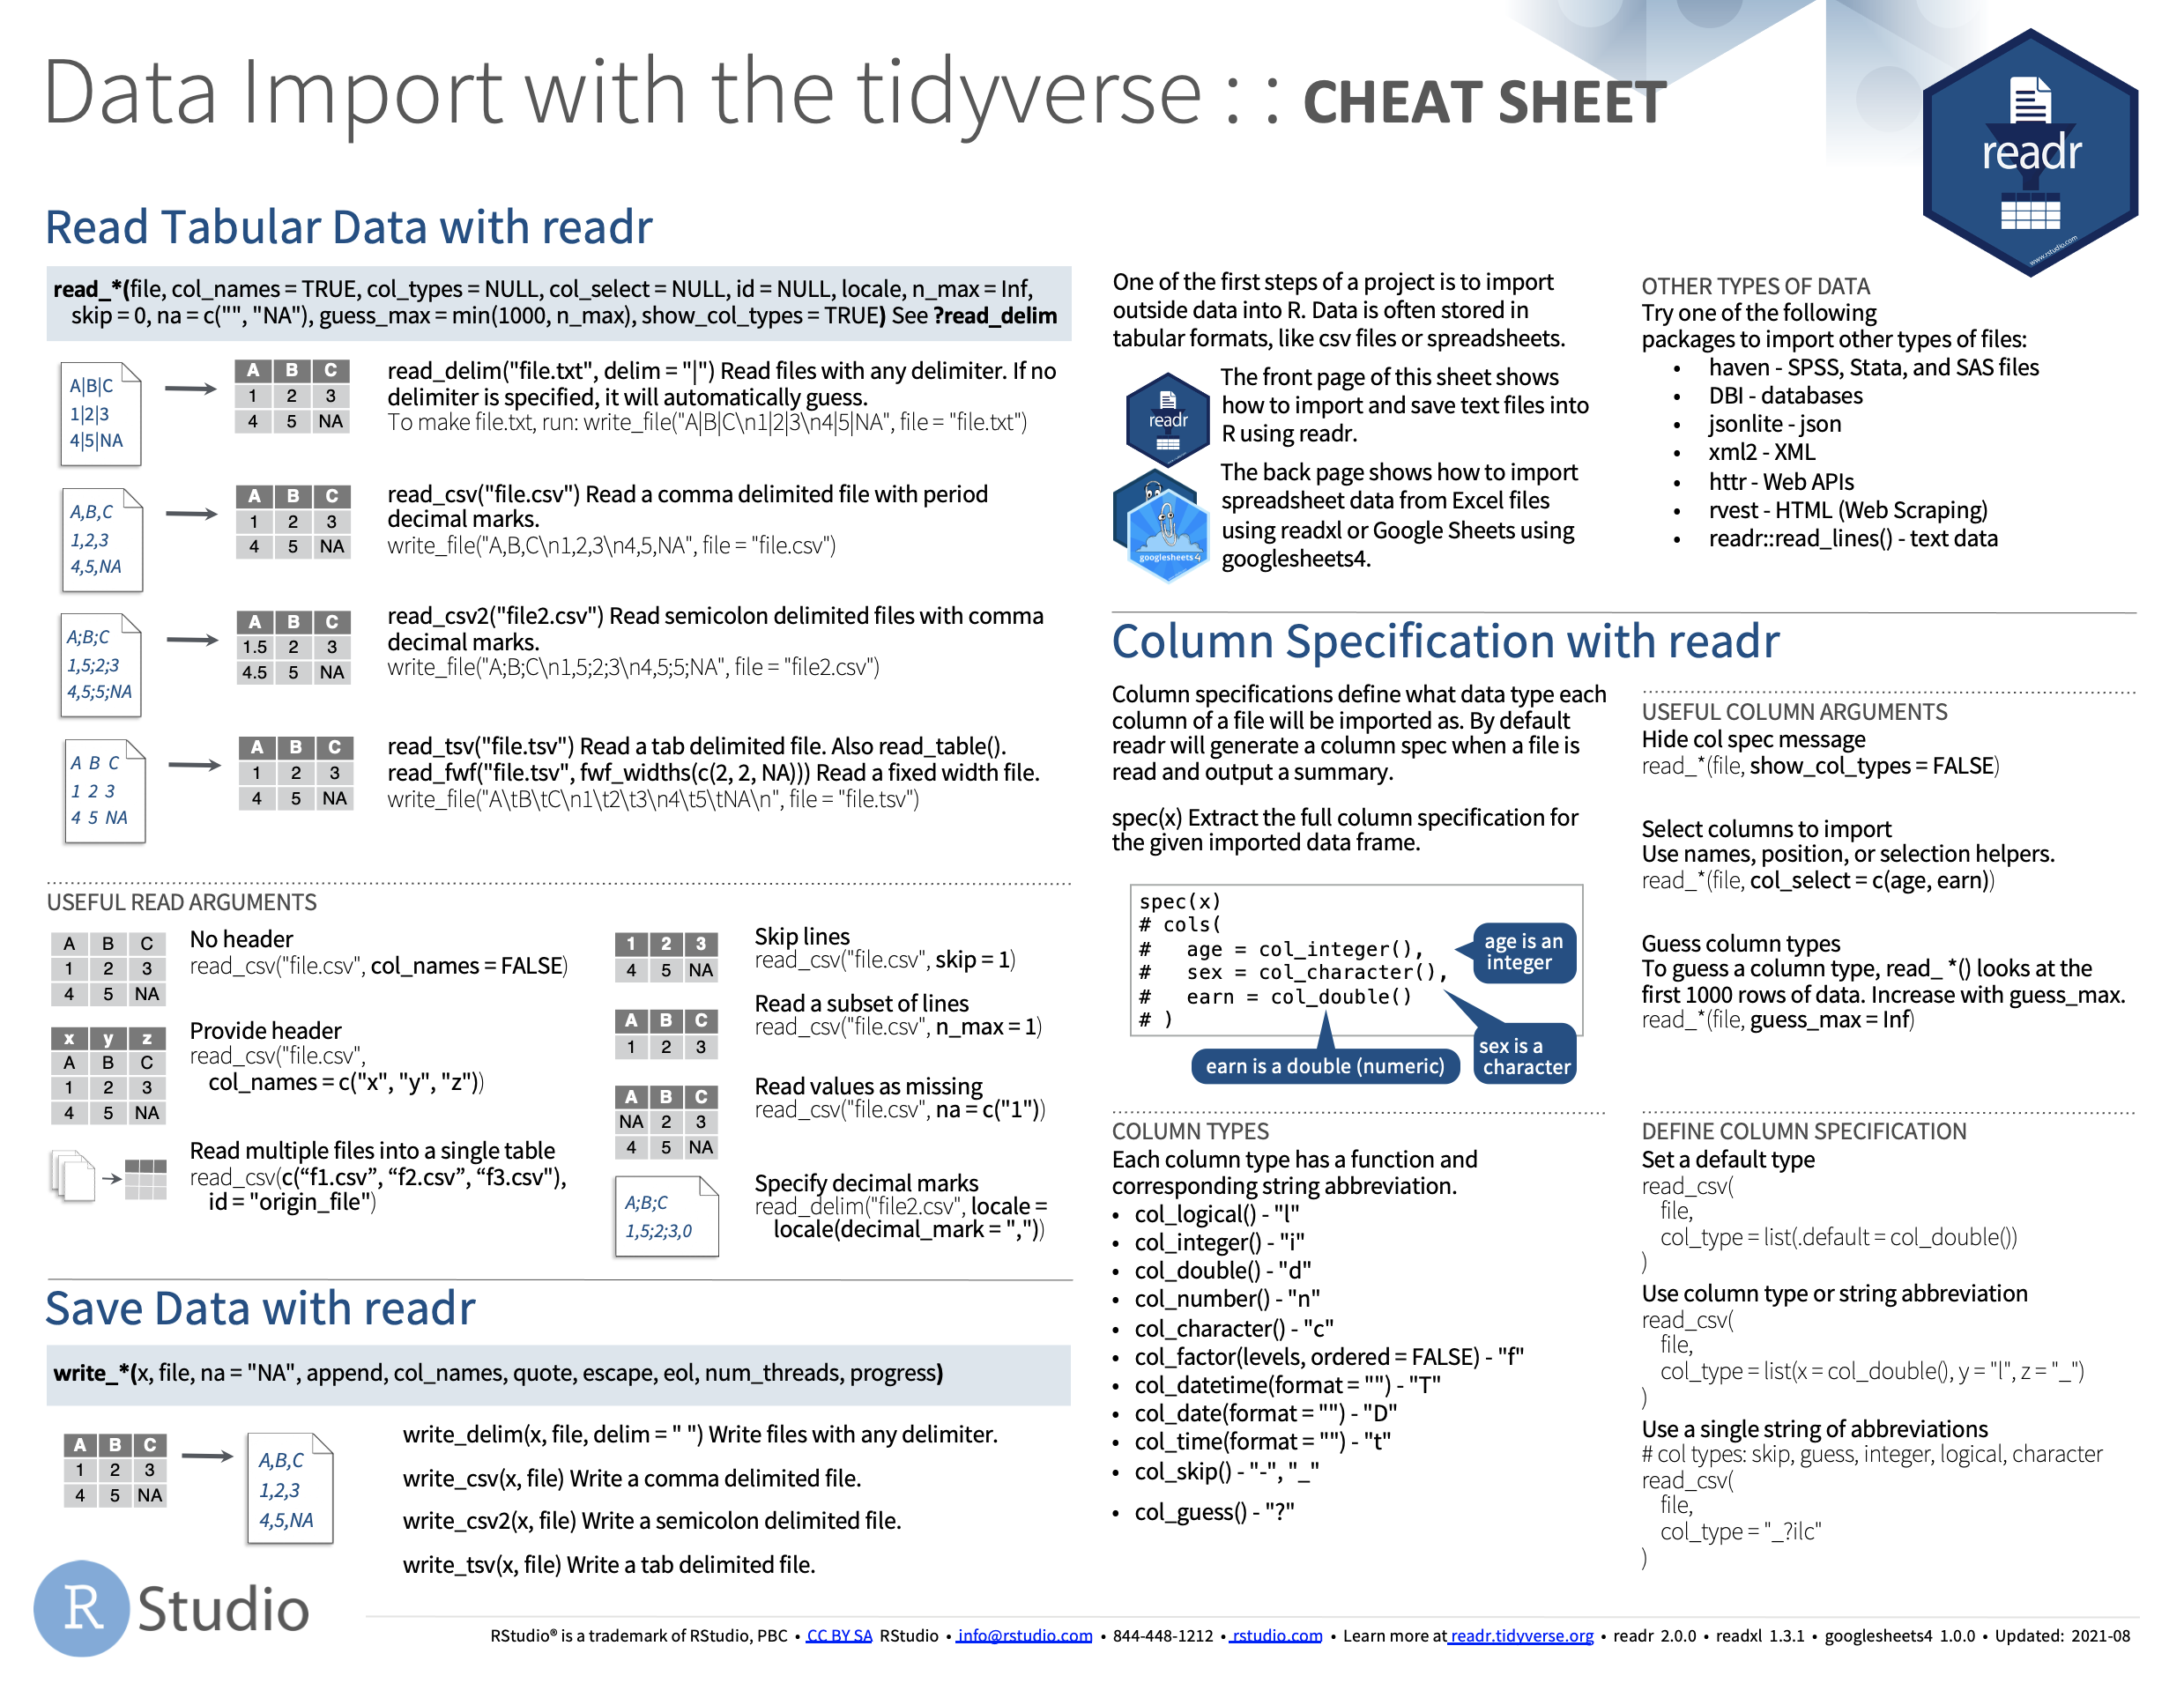 Data Import with the tidyverse : : CHEAT SHEET
readr
www.rstudio.com
Read Tabular Data with readr
read_*(file, col_names = TRUE, col_types = NULL, col_select = NULL, id = NULL, locale, n_max = Inf,
skip = 0, na = c("", "NA"), guess_max = min(1000, n_max), show_col_types = TRUE) See ?read_delim
A|B|C
1|2|3
4|5|NA
A B C
1 2 3
4 5 NA
read_delim("file.txt", delim = "|") Read files with any delimiter. If no
delimiter is specified, it will automatically guess.
To make file.txt, run: write_file("A|B|C\n1|2|3\n4|5|NA", file = "file.txt")
A,B,C
1,2,3
4,5,NA
A B C
1 2 3
4 5 NA
read_csv("file.csv") Read a comma delimited file with period
decimal marks.
write_file("A,B,C\n1,2,3\n4,5,NA", file = "file.csv")
A;B;C
1,5;2;3
4,5;5;NA
A B C
1.5 2 3
4.5 5 NA
read_csv2("file2.csv") Read semicolon delimited files with comma
decimal marks.
write_file("A;B;C\n1,5;2;3\n4,5;5;NA", file = "file2.csv")
A B C
1 2 3
4 5 NA
A B C
1 2 3
4 5 NA
read_tsv("file.tsv") Read a tab delimited file. Also read_table().
read_fwf("file.tsv", fwf_widths(c(2, 2, NA))) Read a fixed width file.
write_file("A\tB\tC\n1\t2\t3\n4\t5\tNA\n", file = "file.tsv")
USEFUL READ ARGUMENTS
A B C
1 2 3
4 5 NA
No header
read_csv("file.csv", col_names = FALSE)
x y z
A B C
1 2 3
4 5 NA
Provide header
read_csv("file.csv",
col_names = c("x", "y", "z"))
Read multiple files into a single table
read_csv(c(“f1.csv”, “f2.csv”, “f3.csv"),
id = "origin_file")
1 2 3
4 5 NA
Skip lines
read_csv("file.csv", skip = 1)
A B C
1 2 3
Read a subset of lines
read_csv("file.csv", n_max = 1)
A B C
NA 2 3
4 5 NA
Read values as missing
read_csv("file.csv", na = c("1"))
A;B;C
1,5;2;3,0
Specify decimal marks
read_delim("file2.csv", locale =
locale(decimal_mark = ","))
Save Data with readr
write_*(x, file, na = "NA", append, col_names, quote, escape, eol, num_threads, progress)
A B C
1 2 3
4 5 NA
A,B,C
1,2,3
4,5,NA
write_delim(x, file, delim = " ") Write files with any delimiter.
write_csv(x, file) Write a comma delimited file.
write_csv2(x, file) Write a semicolon delimited file.
write_tsv(x, file) Write a tab delimited file.
One of the first steps of a project is to import
outside data into R. Data is often stored in
tabular formats, like csv files or spreadsheets.
readr
The front page of this sheet shows
how to import and save text files into
R using readr.
googlesheets4
The back page shows how to import
spreadsheet data from Excel files
using readxl or Google Sheets using
googlesheets4.
OTHER TYPES OF DATA
Try one of the following
packages to import other types of files:
• haven - SPSS, Stata, and SAS files
• DBI - databases
• jsonlite - json
• xml2 - XML
• httr - Web APIs
• rvest - HTML (Web Scraping)
• readr::read_lines() - text data
Column Specification with readr
Column specifications define what data type each
column of a file will be imported as. By default
readr will generate a column spec when a file is
read and output a summary.
spec(x) Extract the full column specification for
the given imported data frame.
spec(x)
# cols(
# age = col_integer(),
# sex = col_character(),
# earn = col_double()
# )
age is an
integer
earn is a double (numeric)
sex is a
character
USEFUL COLUMN ARGUMENTS
Hide col spec message
read_*(file, show_col_types = FALSE)
Select columns to import
Use names, position, or selection helpers.
read_*(file, col_select = c(age, earn))
Guess column types
To guess a column type, read_ *() looks at the
first 1000 rows of data. Increase with guess_max.
read_*(file, guess_max = Inf)
COLUMN TYPES
Each column type has a function and
corresponding string abbreviation.
• col_logical() - "l"
• col_integer() - "i"
• col_double() - "d"
• col_number() - "n"
• col_character() - "c"
• col_factor(levels, ordered = FALSE) - "f"
• col_datetime(format = "") - "T"
• col_date(format = "") - "D"
• col_time(format = "") - "t"
• col_skip() - "-", "_"
• col_guess() - "?"
DEFINE COLUMN SPECIFICATION
Set a default type
read_csv(
file,
col_type = list(.default = col_double())
)
Use column type or string abbreviation
read_csv(
file,
col_type = list(x = col_double(), y = "l", z = "_")
)
Use a single string of abbreviations
# col types: skip, guess, integer, logical, character
read_csv(
file,
col_type = "_?ilc"
)
R Studio
RStudio® is a trademark of RStudio, PBC • CC BY SA RStudio • info@rstudio.com • 844-448-1212 • rstudio.com • Learn more at readr.tidyverse.org • readr 2.0.0 • readxl 1.3.1 • googlesheets4 1.0.0 • Updated: 2021-08